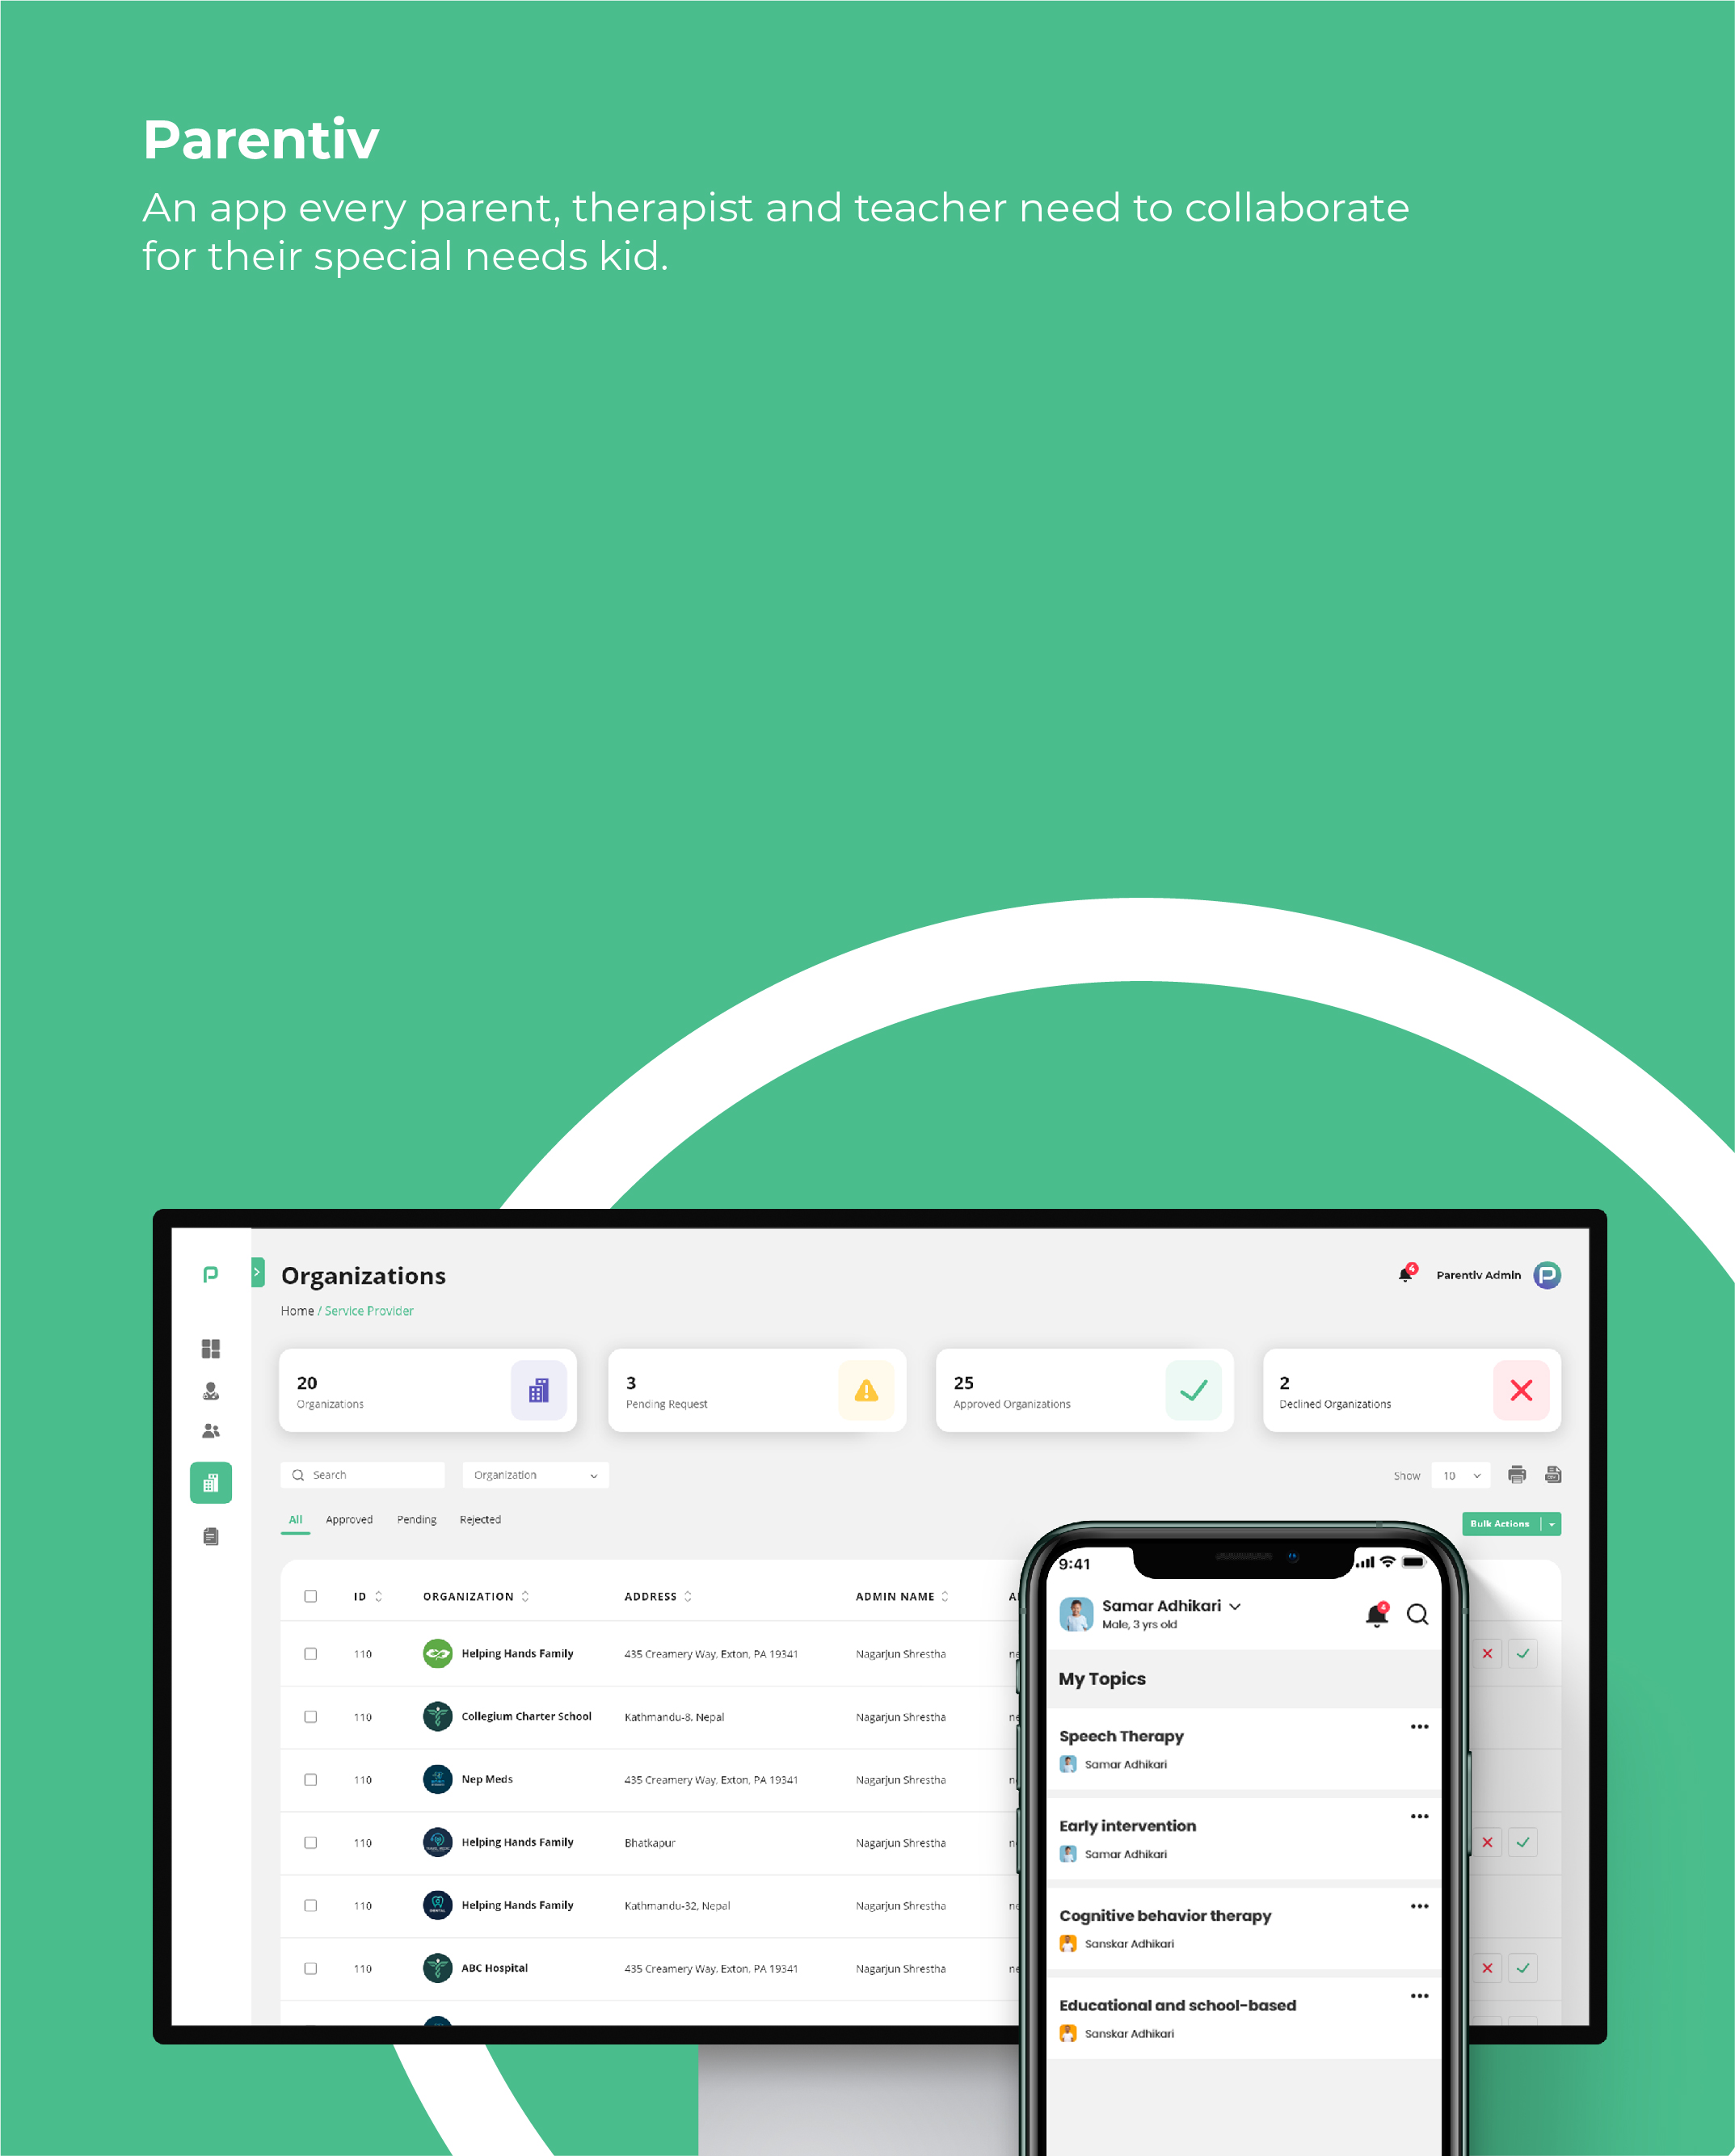 Parentiv
An app every parent, therapist and teacher need to collaborate
for their special needs kid.
Organizations
4
Parentiv Admin
Home / Service Provider
20
Organizations
3
Pending Request
25
Approved Organizations
2
Declined Organizations
Search
Organization
Show 10
All Approved Pending Rejected
Bulk Actions
ID ORGANIZATION ADDRESS ADMIN NAME
110 Helping Hands Family 435 Creamery Way, Exton, PA 19341 Nagarjun Shrestha
110 Collegium Charter School Kathmandu-8, Nepal Nagarjun Shrestha
110 Nep Meds 435 Creamery Way, Exton, PA 19341 Nagarjun Shrestha
110 Helping Hands Family Bhatkapur Nagarjun Shrestha
110 Helping Hands Family Kathmandu-32, Nepal Nagarjun Shrestha
110 ABC Hospital 435 Creamery Way, Exton, PA 19341 Nagarjun Shrestha
9:41
Samar Adhikari
Male, 3 yrs old
4
My Topics
Speech Therapy
Samar Adhikari
Early intervention
Samar Adhikari
Cognitive behavior therapy
Sanskar Adhikari
Educational and school-based
Sanskar Adhikari